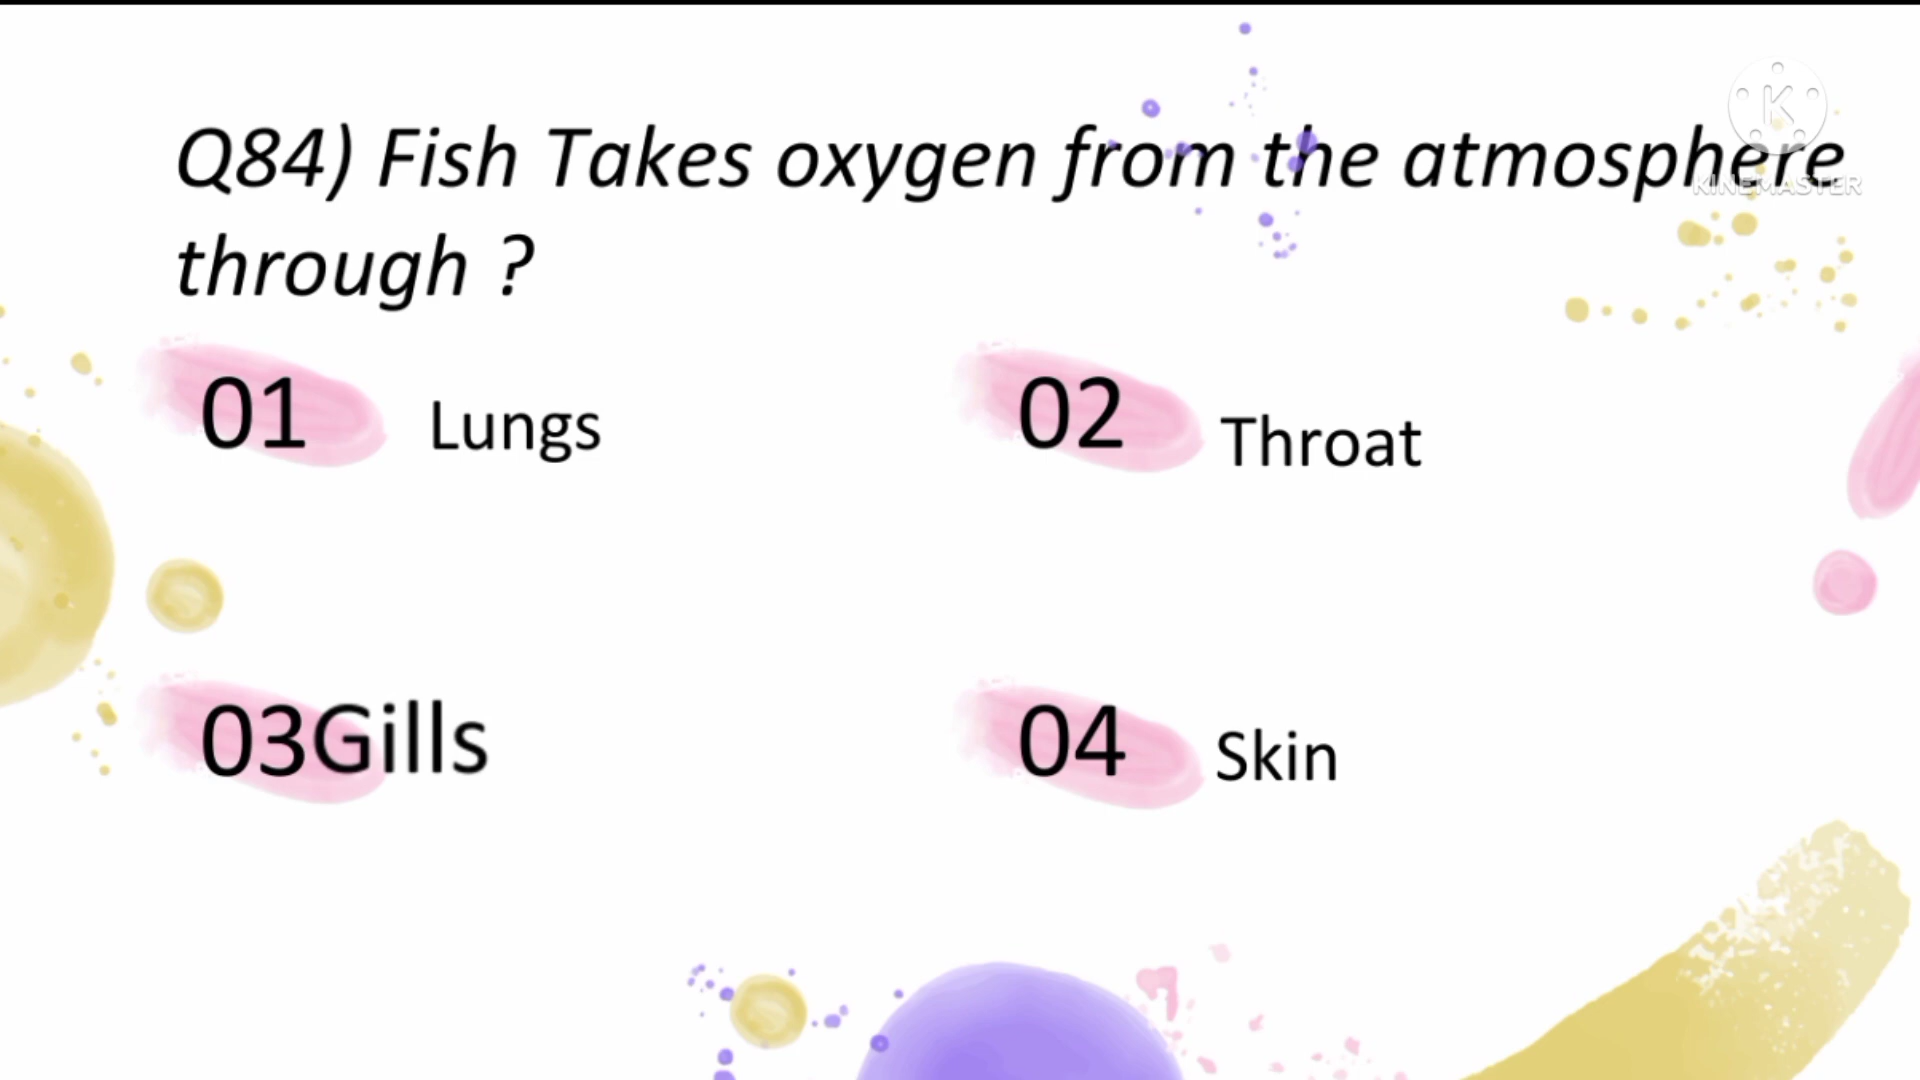 Q84) Fish Takes oxygen from the atmosphere
through ?
01 Lungs
02 Throat
03Gills
04 Skin
K
KINEMASTER